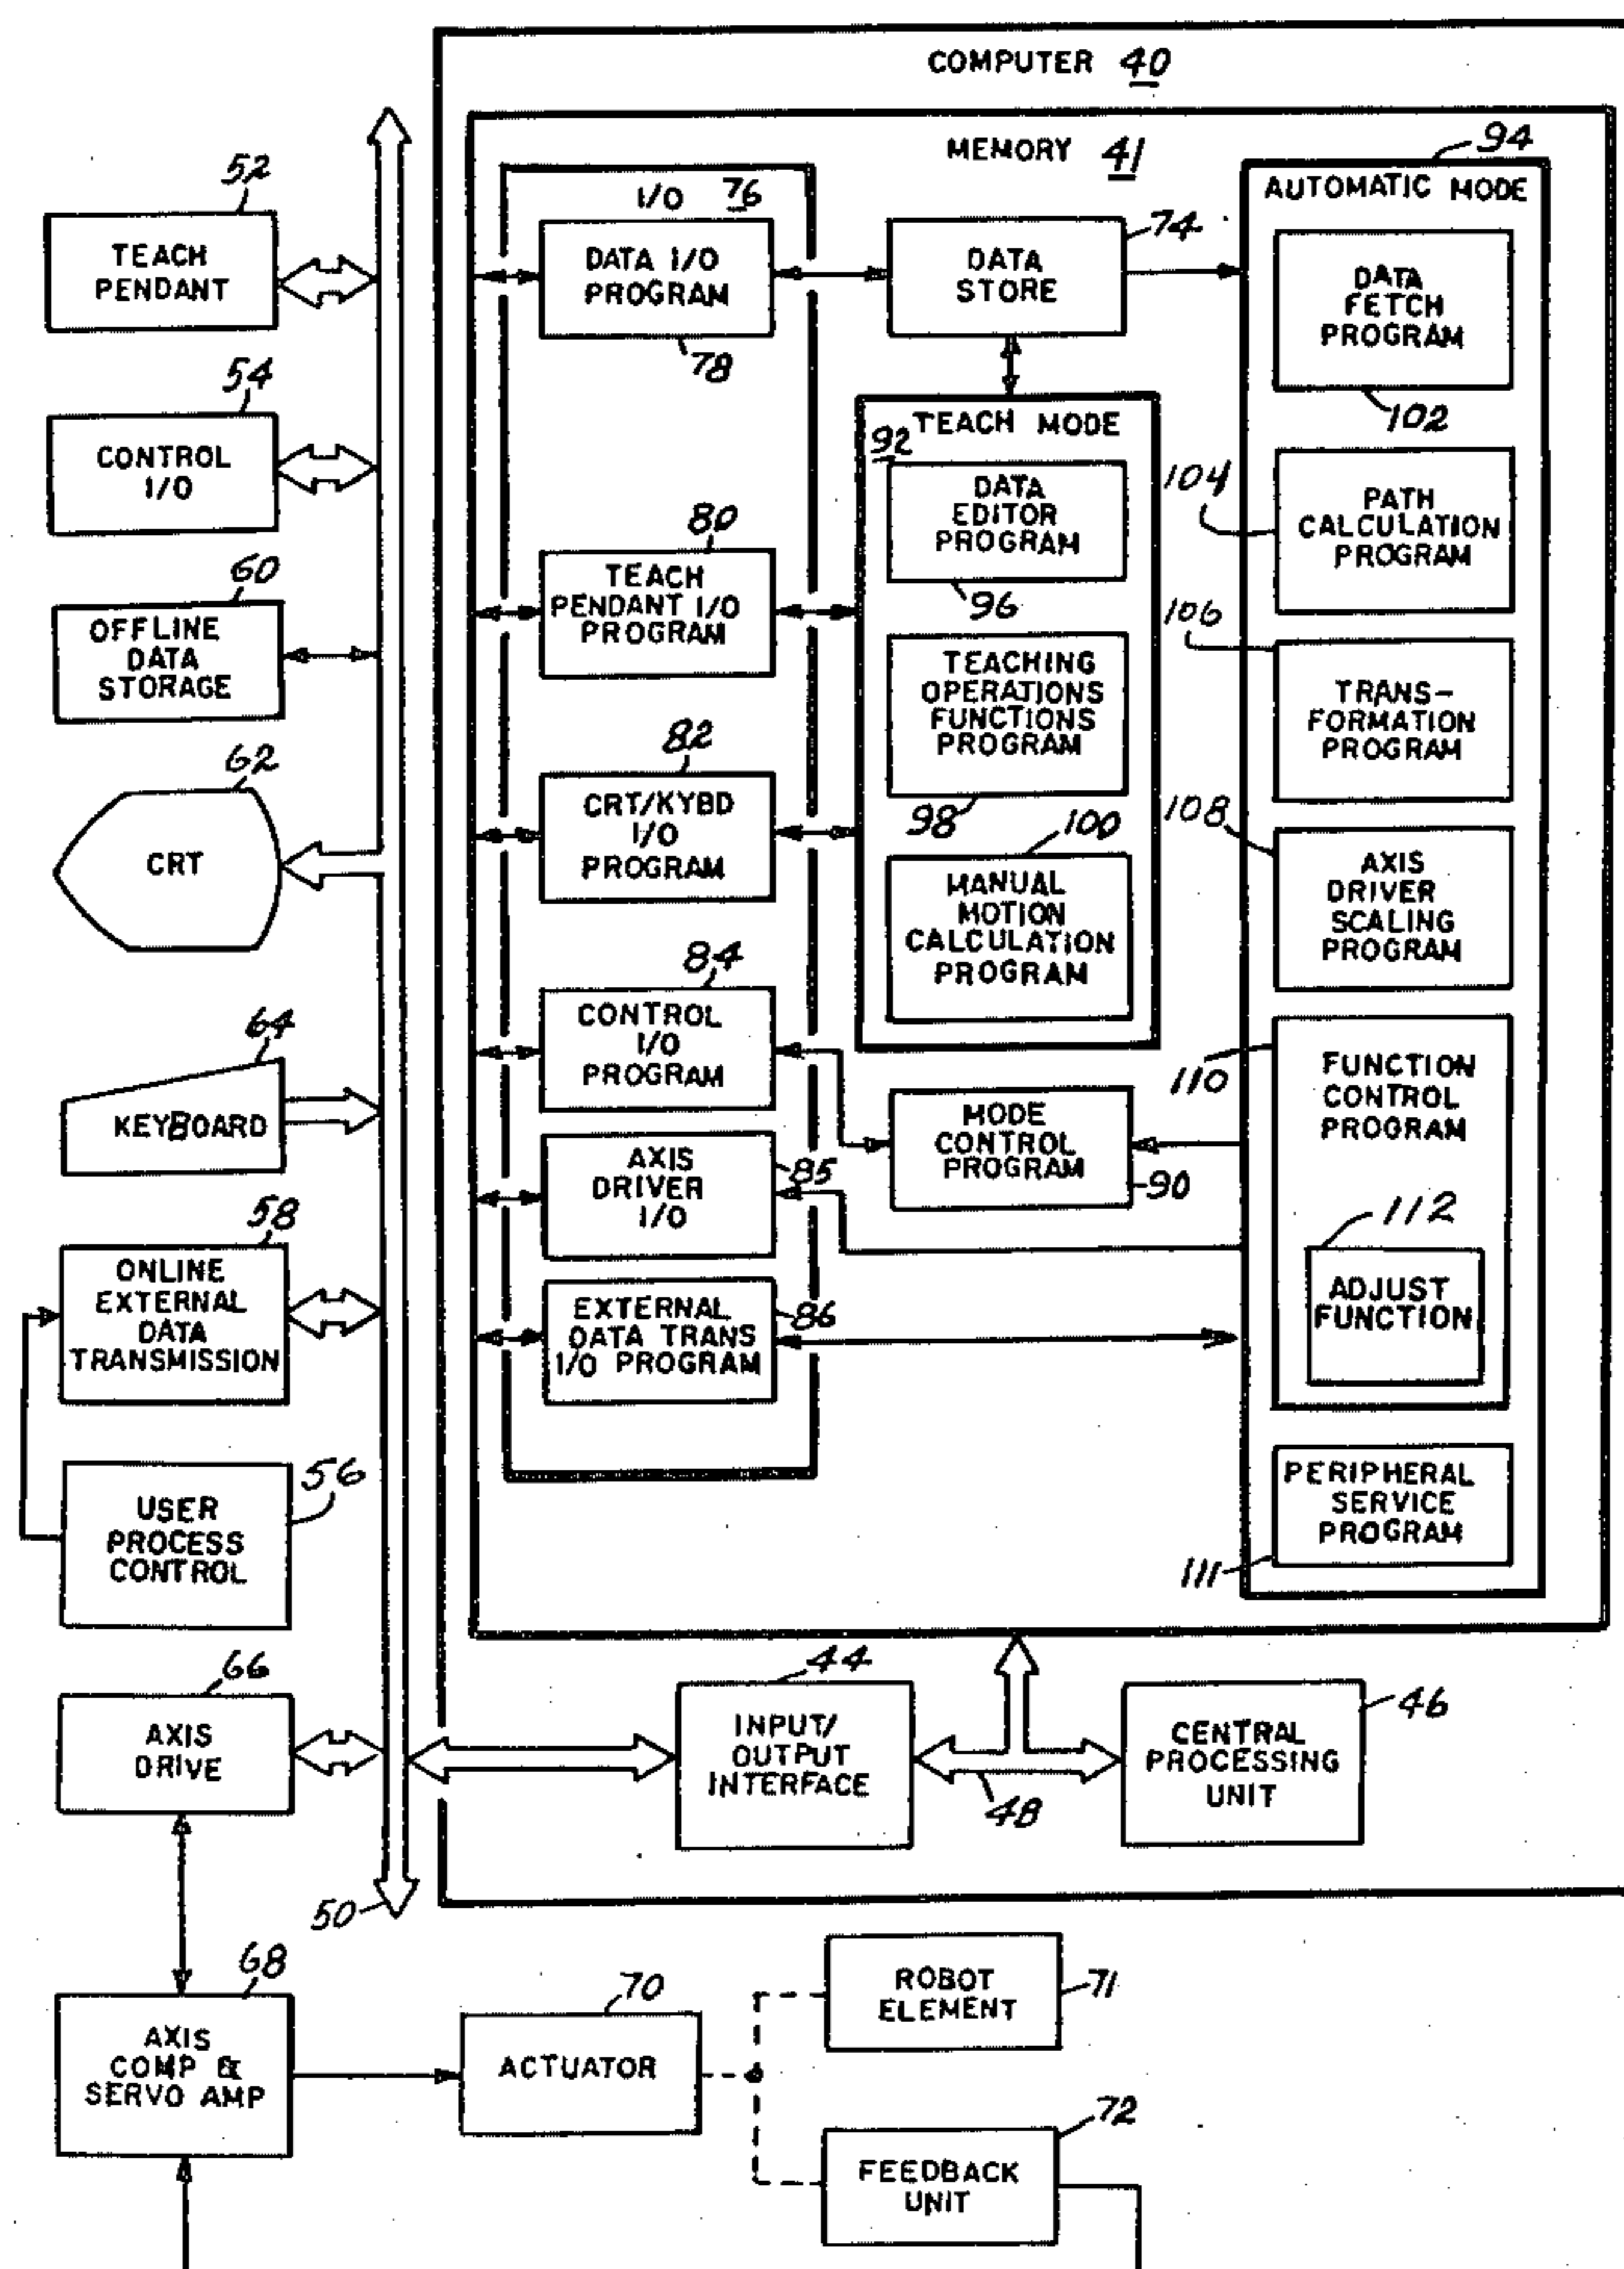 COMPUTER 40
MEMORY 41
52
TEACH
PENDANT
54
CONTROL
I/O
60
OFFLINE
DATA
STORAGE
62
CRT
64
KEYBOARD
58
ONLINE
EXTERNAL
DATA
TRANSMISSION
56
USER
PROCESS
CONTROL
66
AXIS
DRIVE
50
68
AXIS
COMP &
SERVO AMP
I/O 76
DATA I/O
PROGRAM
78
80
TEACH
PENDANT I/O
PROGRAM
82
CRT/KYBD
I/O
PROGRAM
84
CONTROL
I/O
PROGRAM
AXIS
DRIVER
I/O
85
EXTERNAL
DATA TRANS
I/O PROGRAM
86
74
DATA
STORE
TEACH MODE
92
DATA
EDITOR
PROGRAM
96
TEACHING
OPERATIONS
FUNCTIONS
PROGRAM
98
100
MANUAL
MOTION
CALCULATION
PROGRAM
MODE
CONTROL
PROGRAM
90
94
AUTOMATIC MODE
DATA
FETCH
PROGRAM
102
104
PATH
CALCULATION
PROGRAM
106
TRANS-
FORMATION
PROGRAM
108
AXIS
DRIVER
SCALING
PROGRAM
110
FUNCTION
CONTROL
PROGRAM
112
ADJUST
FUNCTION
PERIPHERAL
SERVICE
PROGRAM
111
44
INPUT/
OUTPUT
INTERFACE
48
46
CENTRAL
PROCESSING
UNIT
70
ACTUATOR
ROBOT
ELEMENT
71
72
FEEDBACK
UNIT